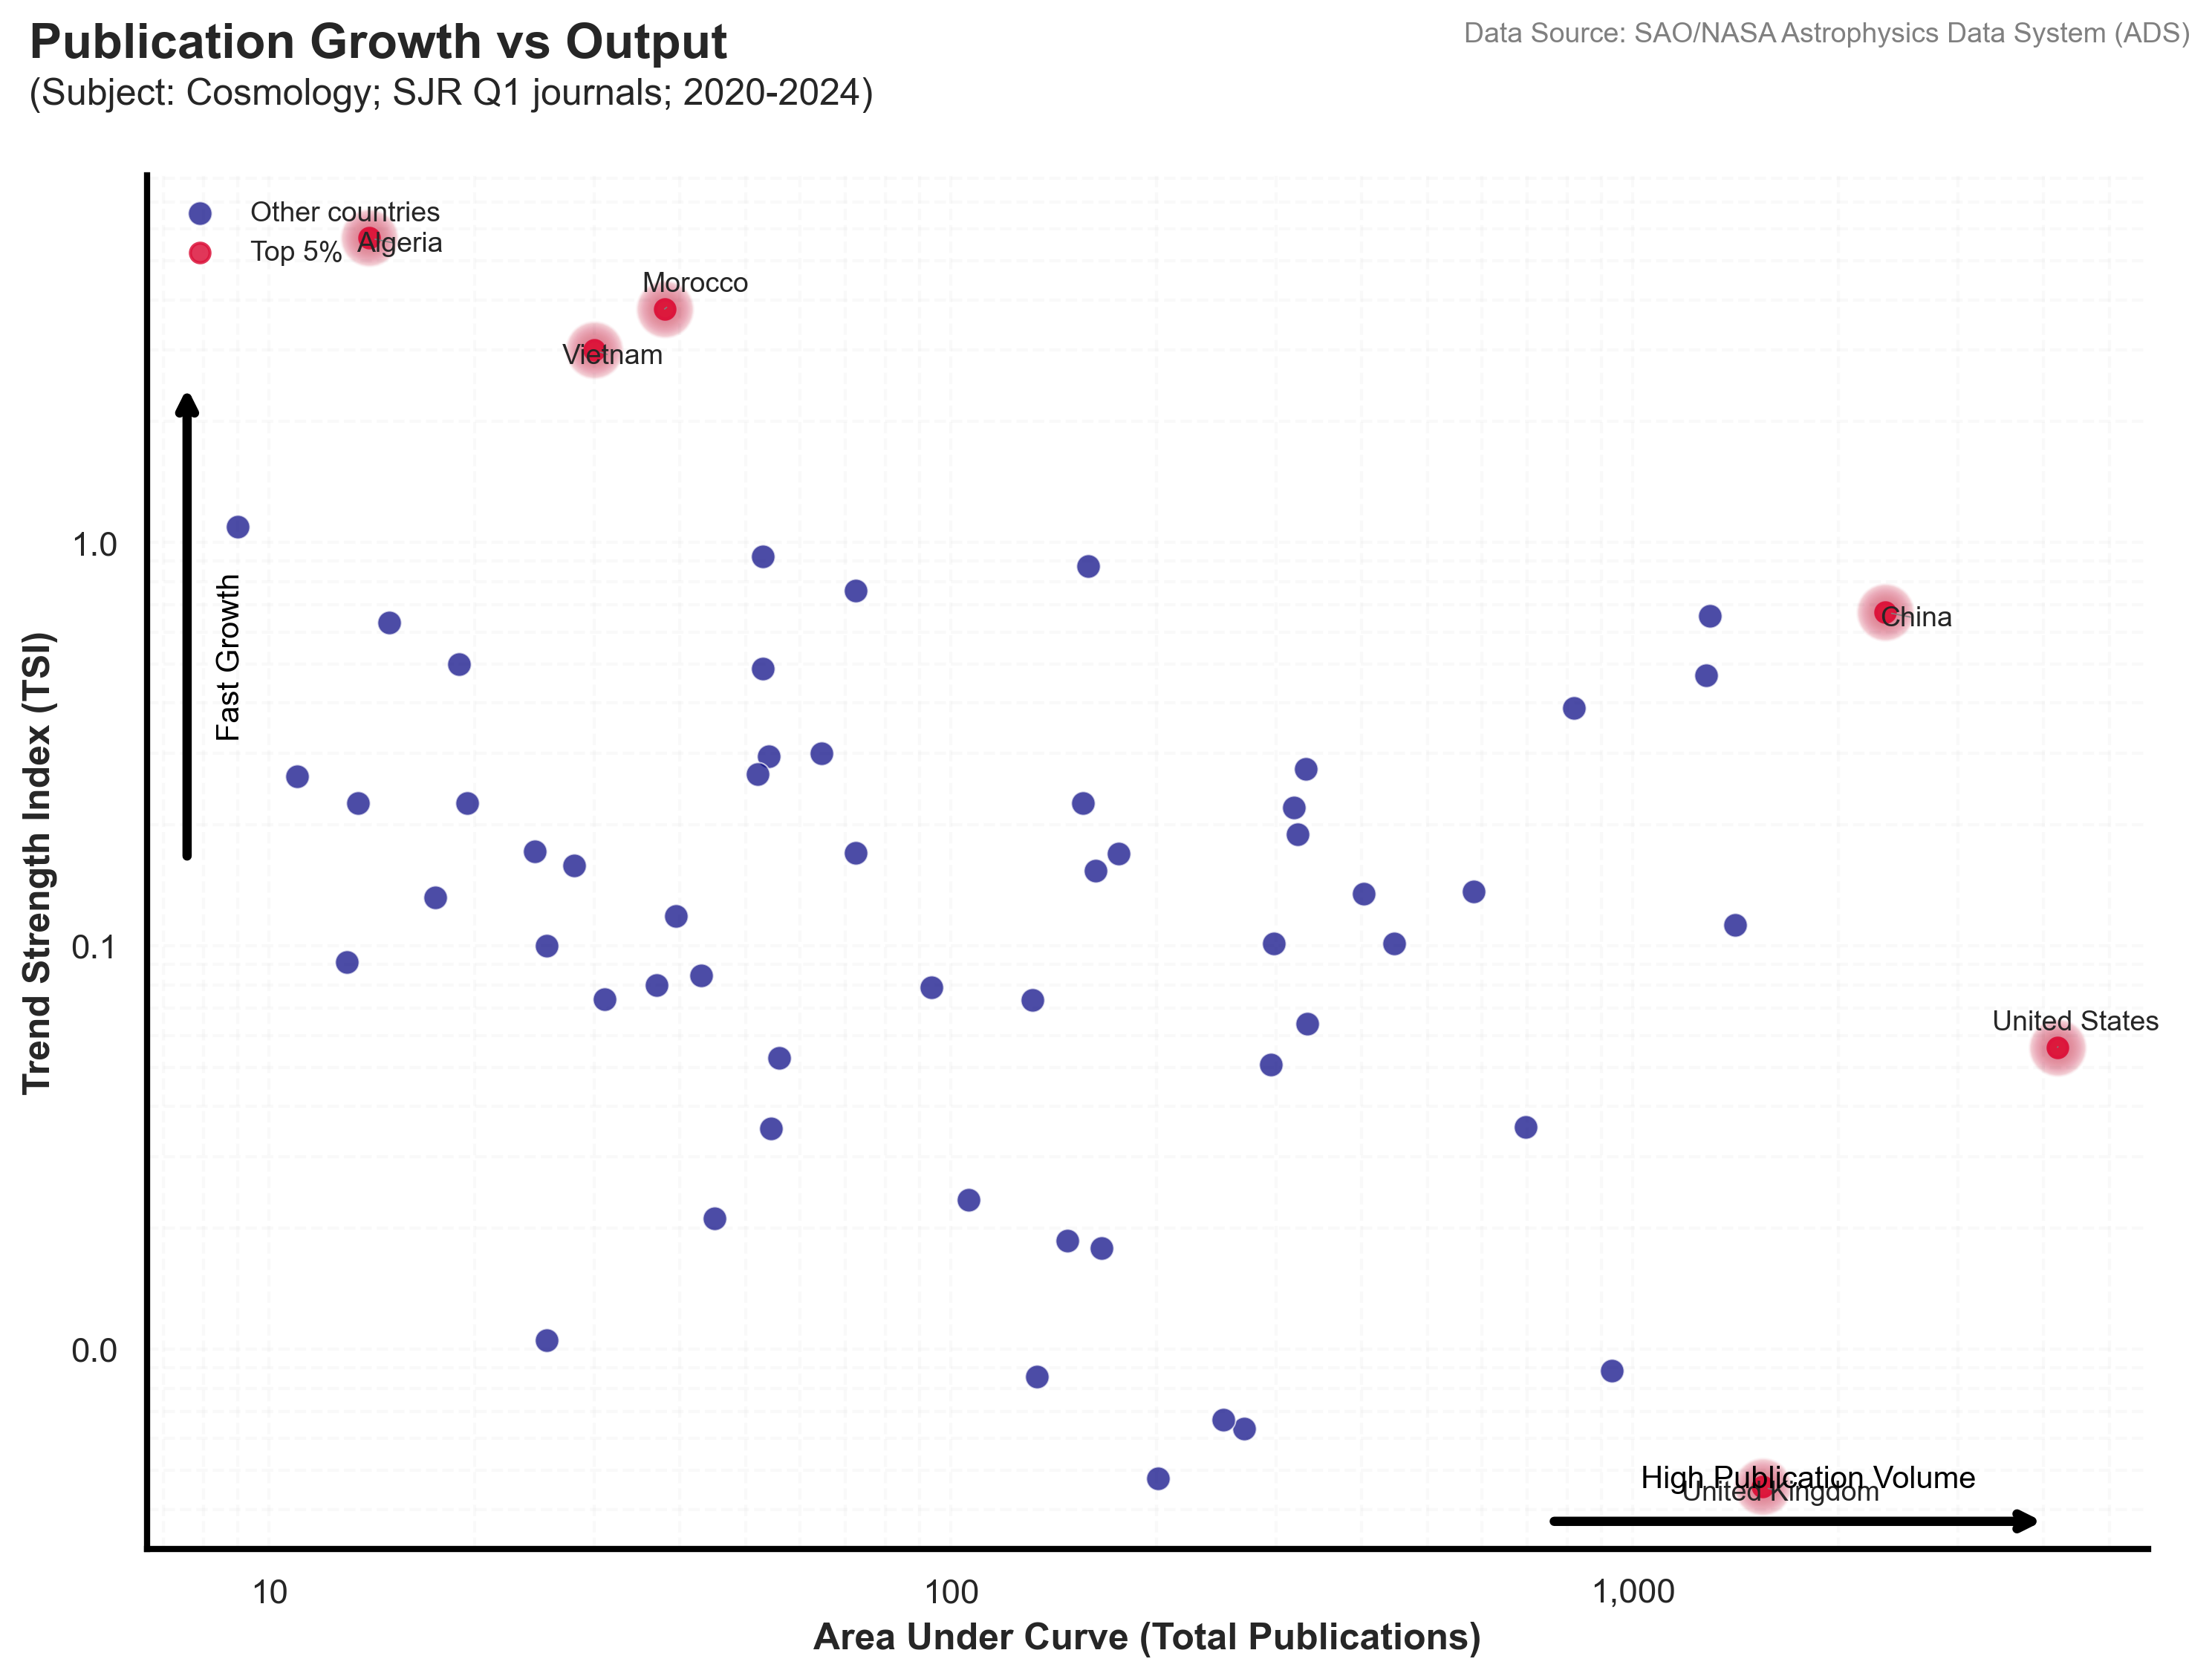 Publication Growth vs Output
Data Source: SAO/NASA Astrophysics Data System (ADS)
(Subject: Cosmology; SJR Q1 journals; 2020-2024)
Other countries
Algeria
Top 5%
Morocco
Vietnam
1.0
Fast Growth
China
Trend Strength Index (TSI)
0.1
United States
0.0
High Publication Volume
United Kingdom
10
100
1,000
Area Under Curve (Total Publications)